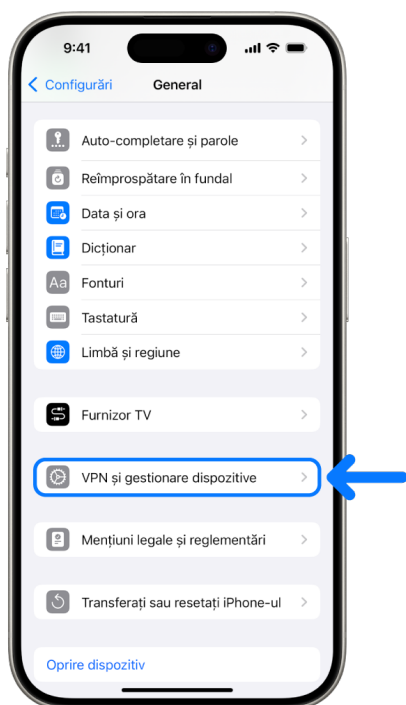 9:41
Configurări
General
Auto-completare și parole
Reîmprospătare în fundal
Data și ora
Dicționar
Aa
Fonturi
Tastatură
Limbă și regiune
Furnizor TV
VPN și gestionare dispozitive
Mențiuni legale și reglementări
Transferați sau resetați iPhone-ul
Oprire dispozitiv